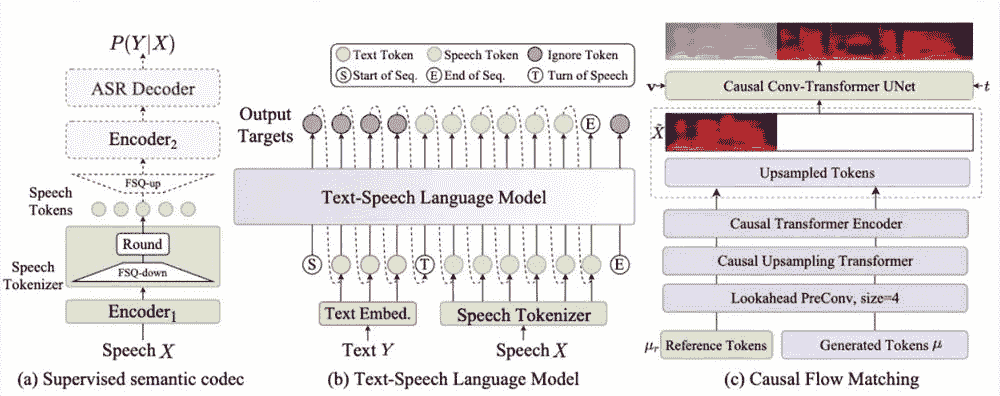 P(Y|X)
ASR Decoder
Encoder₂
FSQ-up
Speech
Tokens
Round
Speech
Tokenizer
FSQ-down
Encoder₁
Speech X
(a) Supervised semantic codec
Text Token
Speech Token
Ignore Token
S Start of Seq.
E End of Seq.
T Turn of Speech
Output
Targets
E
Text-Speech Language Model
S
T
E
Text Embed.
Speech Tokenizer
Text Y
Speech X
(b) Text-Speech Language Model
v
Causal Conv-Transformer UNet
t
X̃
Upsampled Tokens
Causal Transformer Encoder
Causal Upsampling Transformer
Lookahead PreConv, size=4
μᵣ
Reference Tokens
Generated Tokens μ
(c) Causal Flow Matching